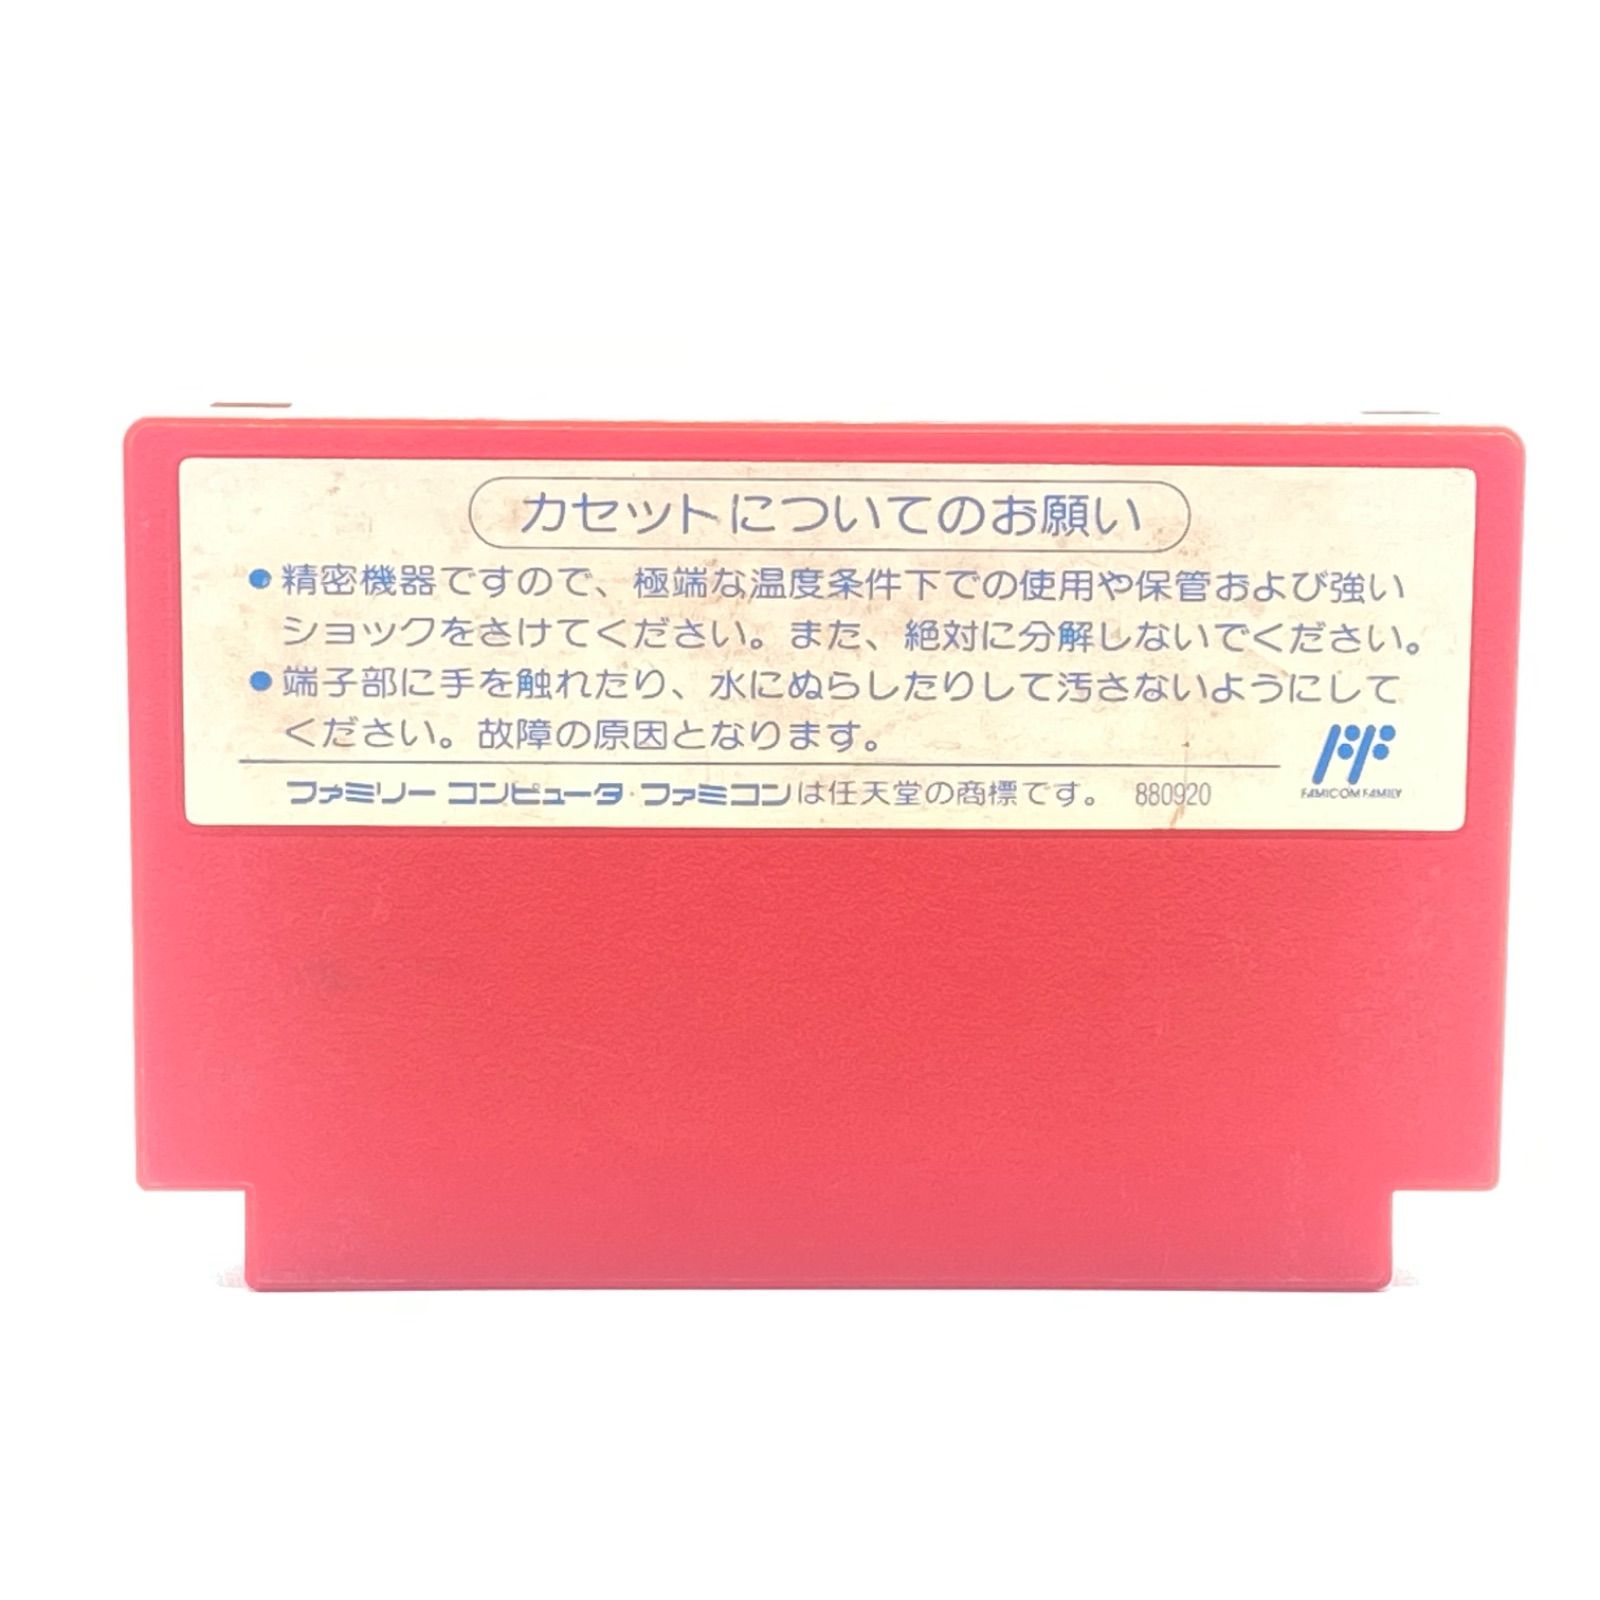 カセットについてのお願い
●精密機器ですので、極端な温度条件下での使用や保管および強い
ショックをさけてください。また、絶対に分解しないでください。
●端子部に手を触れたり、水にぬらしたりして汚さないようにして
ください。故障の原因となります。
ファミリーコンピュータ・ファミコンは任天堂の商標です。 880920
FAMICOM FAMILY